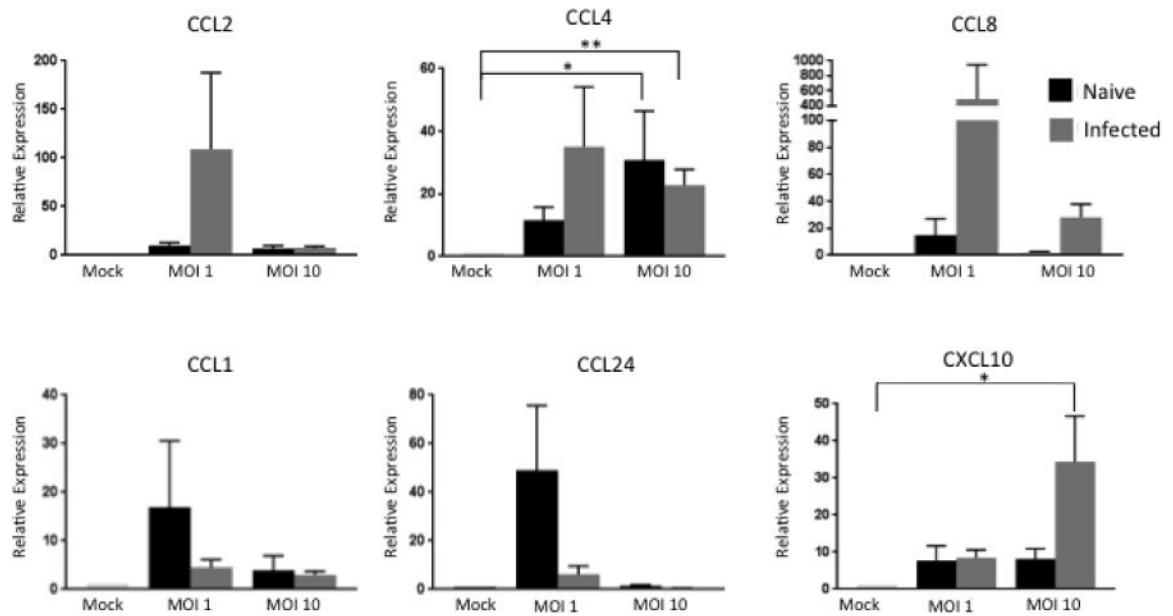 CCL2
Relative Expression
200
150
100
50
0
Mock MOI 1 MOI 10
CCL4
Relative Expression
60
40
20
0
**
*
Mock MOI 1 MOI 10
CCL8
Relative Expression
1000
800
600
400
100
80
60
40
20
0
Mock MOI 1 MOI 10
Naive
Infected
CCL1
Relative Expression
40
30
20
10
0
Mock MOI 1 MOI 10
CCL24
Relative Expression
80
60
40
20
0
Mock MOI 1 MOI 10
CXCL10
Relative Expression
50
40
30
20
10
0
*
Mock MOI 1 MOI 10